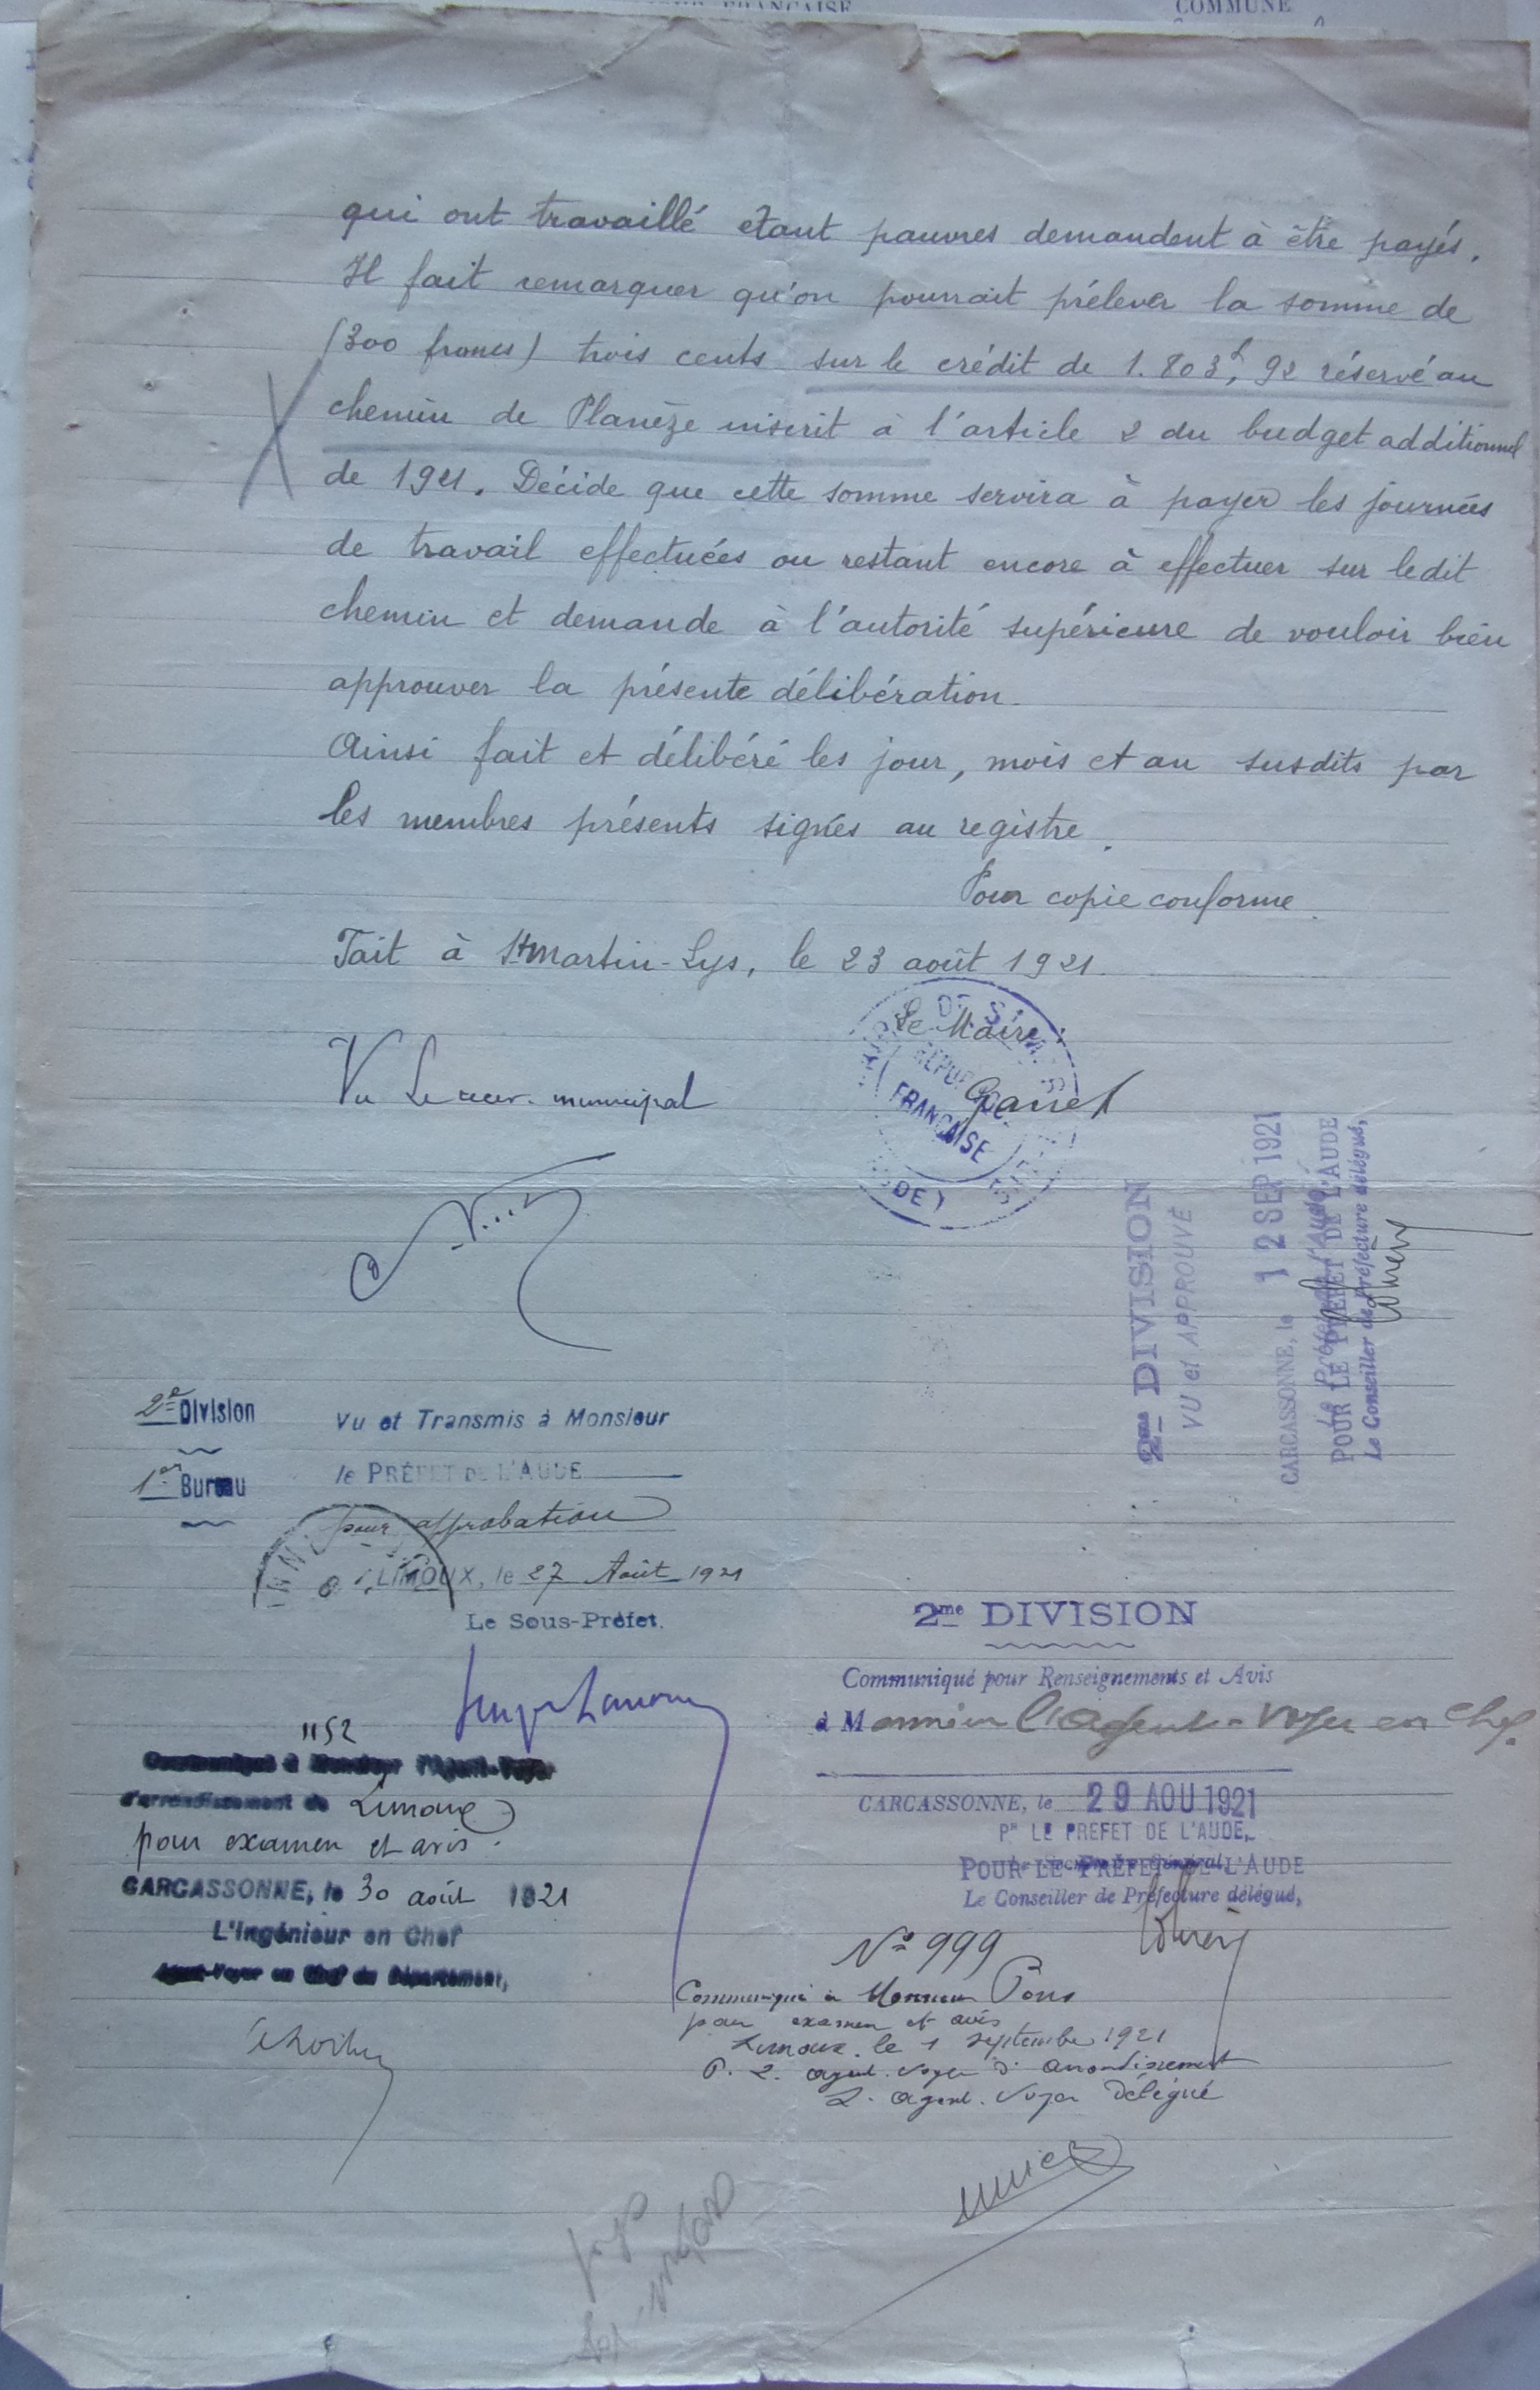 COMMUNE
qui ont travaillé etant pauvres demandent à être payés.
Il fait remarquer qu'on pourrait prélever la somme de
(300 francs) trois cents sur le crédit de 1.803f,92 réservé au
chemin de Planèze inscrit à l'article 2 du budget additionnel
de 1921. Décide que cette somme servira à payer les journées
de travail effectuées ou restant encore à effectuer sur ledit
chemin et demande à l'autorité supérieure de vouloir bien
approuver la présente délibération.
Ainsi fait et délibéré les jour, mois et an susdits par
les membres présents signés au registre.
Pour copie conforme.
Fait à St Martin-Lys, le 23 août 1921.
Le Maire
RÉPUBLIQUE
FRANÇAISE
Vu Le recev. municipal
2me DIVISION
VU et APPROUVÉ
CARCASSONNE, le 12 SEP 1921
POUR LE PRÉFET DE L'AUDE
Le Conseiller de Préfecture délégué,
2e Division
1er Bureau
Vu et Transmis à Monsieur
le PRÉFET DE L'AUDE
pour approbation
LIMOUX, le 27 Août 1921
Le Sous-Préfet.
2me DIVISION
Communiqué pour Renseignements et Avis
à Monsieur l'Agent-Voyer en Chef.
CARCASSONNE, le 29 AOU 1921
Pr LE PREFET DE L'AUDE,
Le Secrétaire Général,
POUR LE PRÉFET DE L'AUDE
Le Conseiller de Préfecture délégué,
1152
Communiqué à Monsieur l'Agent-Voyer
d'arrondissement de Limoux
pour examen et avis.
CARCASSONNE, le 30 août 1921
L'Ingénieur en Chef
Agent-Voyer en Chef du Département,
No 999
Communiqué à Monsieur Pons
pour examen et avis
Limoux. le 1 septembre 1921
P. L. agent. voyer d'arrondissement
L. agent. voyer Délégué